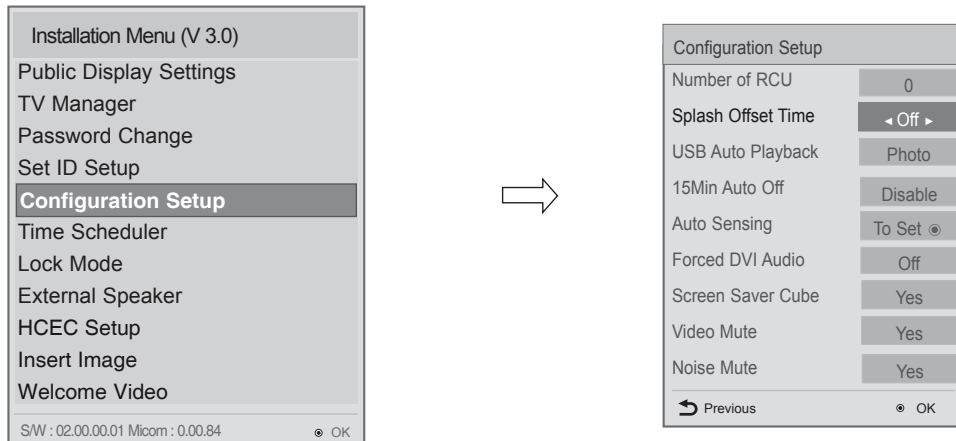 Installation Menu (V 3.0)
Public Display Settings
TV Manager
Password Change
Set ID Setup
Configuration Setup
Time Scheduler
Lock Mode
External Speaker
HCEC Setup
Insert Image
Welcome Video
S/W : 02.00.00.01 Micom : 0.00.84 ◉ OK
Configuration Setup
Number of RCU 0
Splash Offset Time ◄ Off ►
USB Auto Playback Photo
15Min Auto Off Disable
Auto Sensing To Set ◉
Forced DVI Audio Off
Screen Saver Cube Yes
Video Mute Yes
Noise Mute Yes
Previous ◉ OK